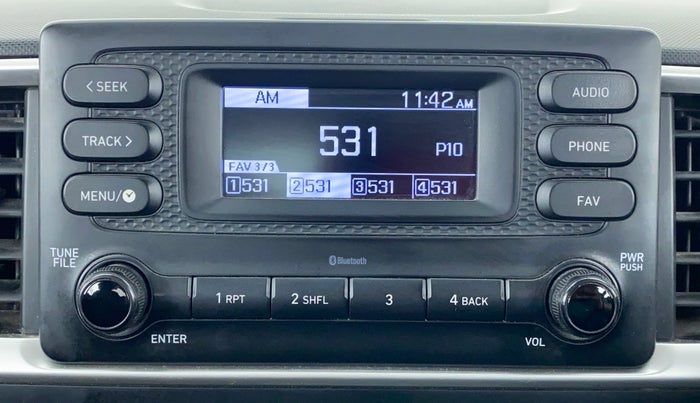 < SEEK
TRACK >
MENU/
AM 11:42 AM
531 P10
FAV 3/3
1 531 2 531 3 531 4 531
AUDIO
PHONE
FAV
Bluetooth
TUNE
FILE
PWR
PUSH
1 RPT 2 SHFL 3 4 BACK
ENTER VOL